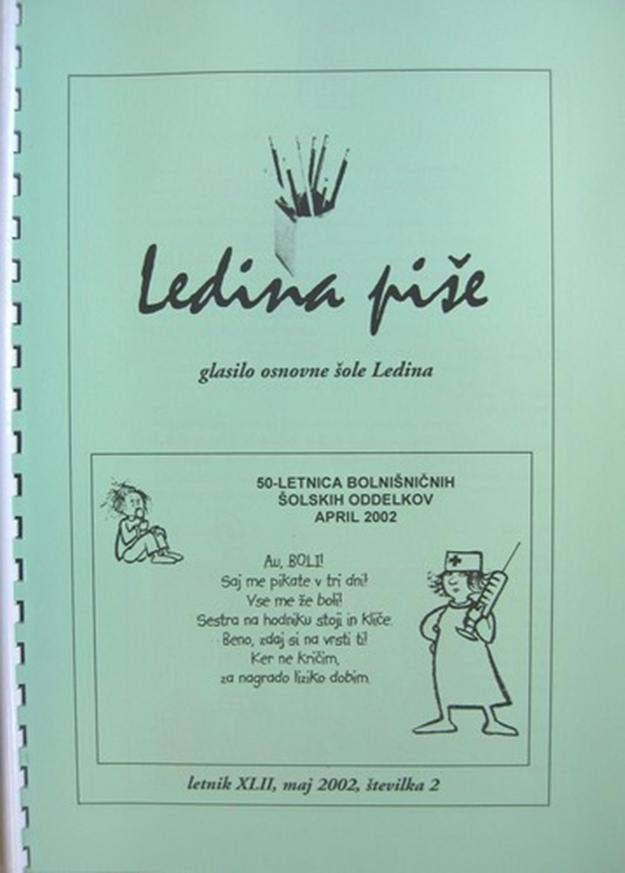 Ledina piše
glasilo osnovne šole Ledina
50-LETNICA BOLNIŠNIČNIH
ŠOLSKIH ODDELKOV
APRIL 2002
Au, BOLI!
Saj me pikate v tri dni!
Vse me že boli!
Sestra na hodniku stoji in kliče:
Beno, zdaj si na vrsti ti!
Ker ne kričim,
za nagrado liziko dobim.
letnik XLII, maj 2002, številka 2